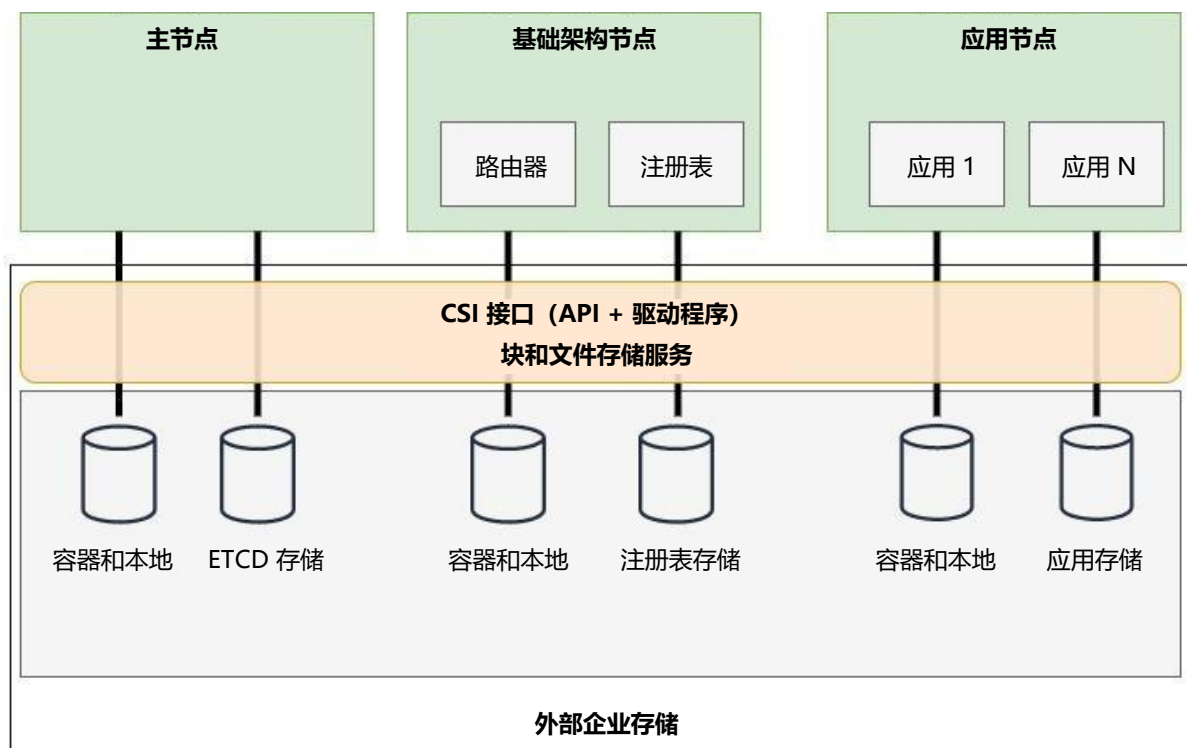 主节点
基础架构节点
应用节点
路由器
注册表
应用 1
应用 N
CSI 接口（API + 驱动程序）
块和文件存储服务
容器和本地
ETCD 存储
容器和本地
注册表存储
容器和本地
应用存储
外部企业存储